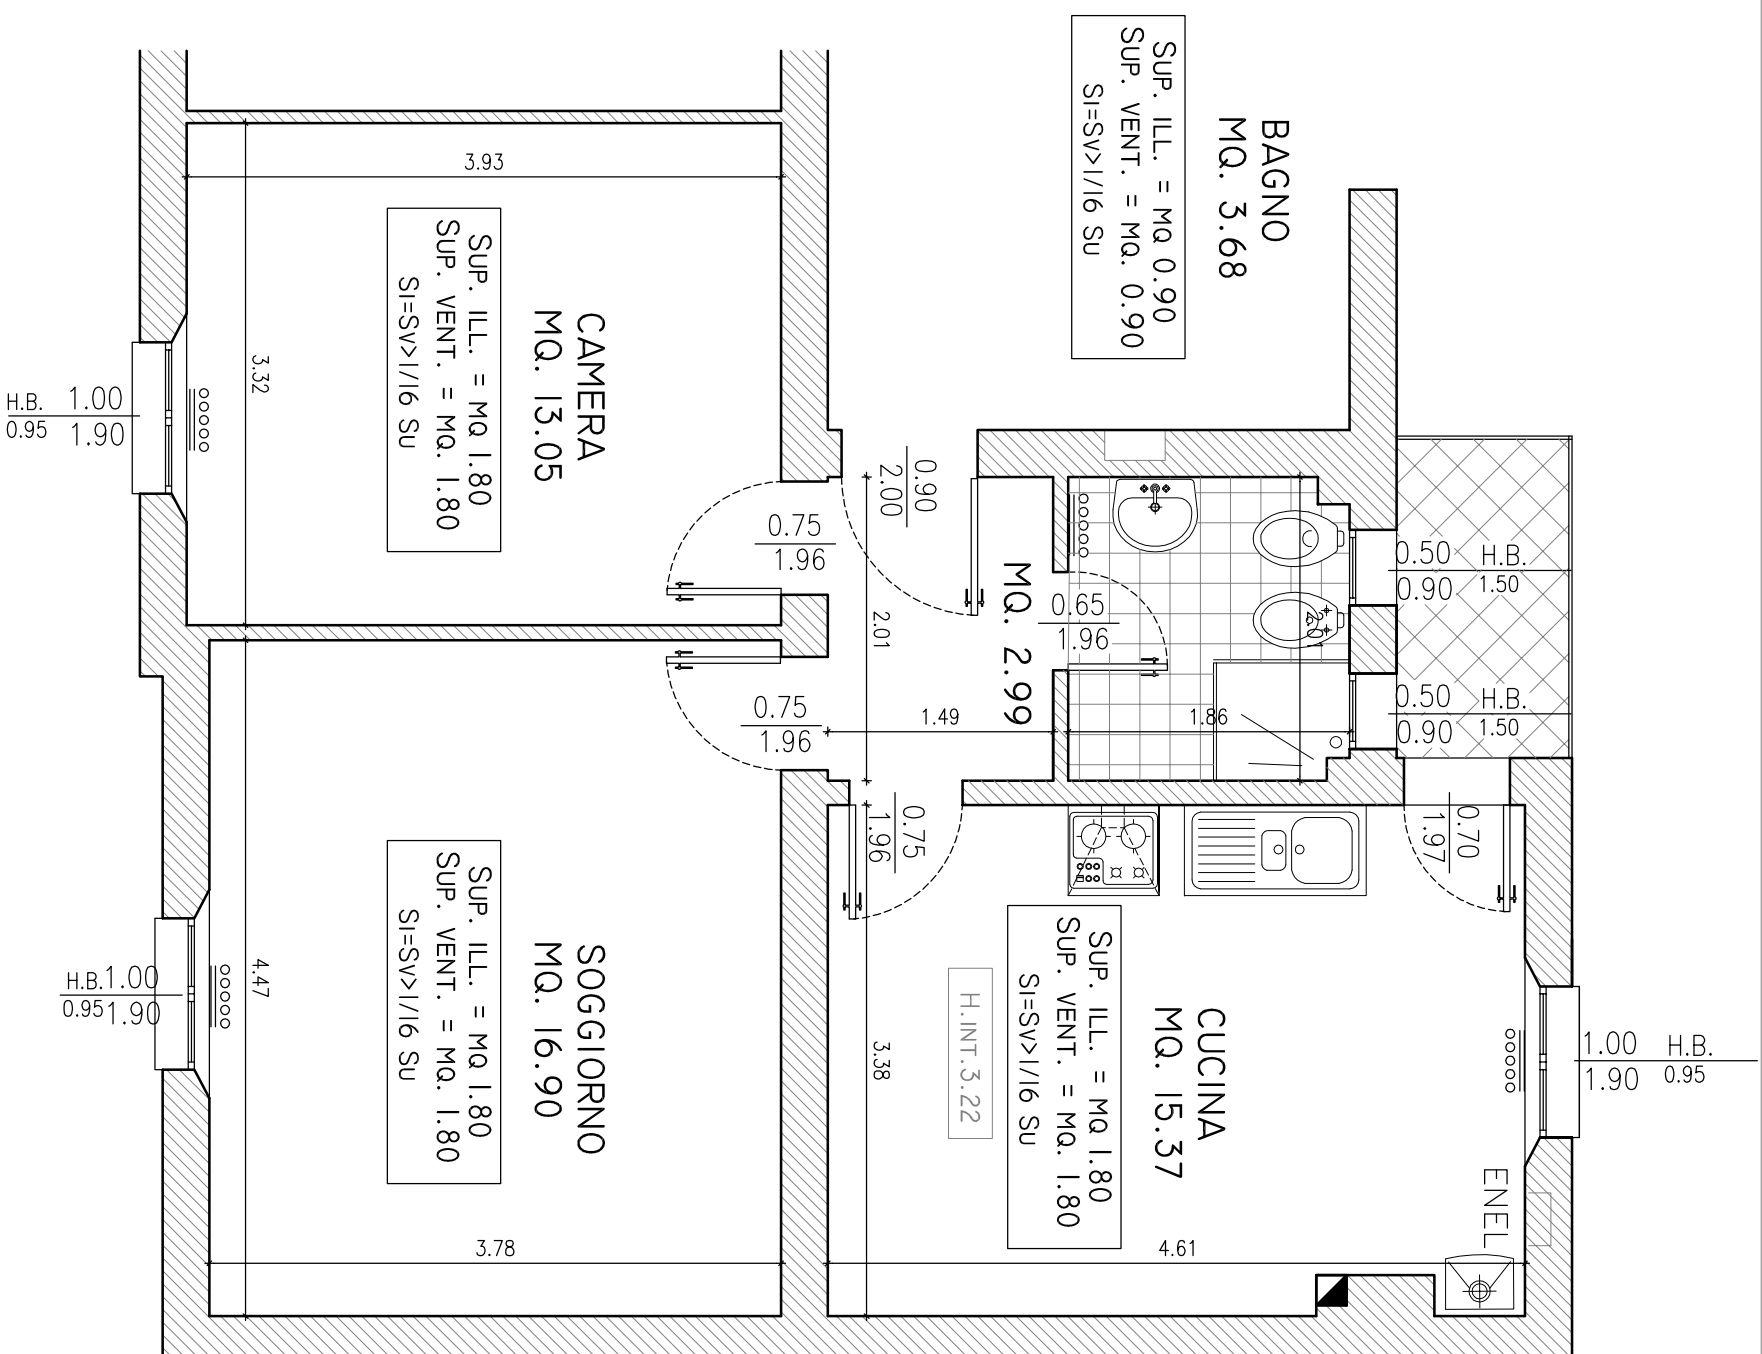 BAGNO
MQ. 3.68
SUP. ILL. = MQ 0.90
SUP. VENT. = MQ. 0.90
SI=SV>1/16 SU
CAMERA
MQ. 13.05
SUP. ILL. = MQ 1.80
SUP. VENT. = MQ. 1.80
SI=SV>1/16 SU
3.93
3.32
H.B. 1.00
0.95 1.90
0.90
2.00
0.75
1.96
2.01
MQ. 2.99
0.65
1.96
2.01
0.50 H.B.
0.90 1.50
0.50 H.B.
0.90 1.50
1.49
1.86
0.75
1.96
0.75
1.96
0.70
1.97
SOGGIORNO
MQ. 16.90
SUP. ILL. = MQ 1.80
SUP. VENT. = MQ. 1.80
SI=SV>1/16 SU
4.47
3.78
H.B. 1.00
0.95 1.90
CUCINA
MQ. 15.37
SUP. ILL. = MQ 1.80
SUP. VENT. = MQ. 1.80
SI=SV>1/16 SU
H.INT.3.22
3.38
4.61
1.00 H.B.
1.90 0.95
ENEL